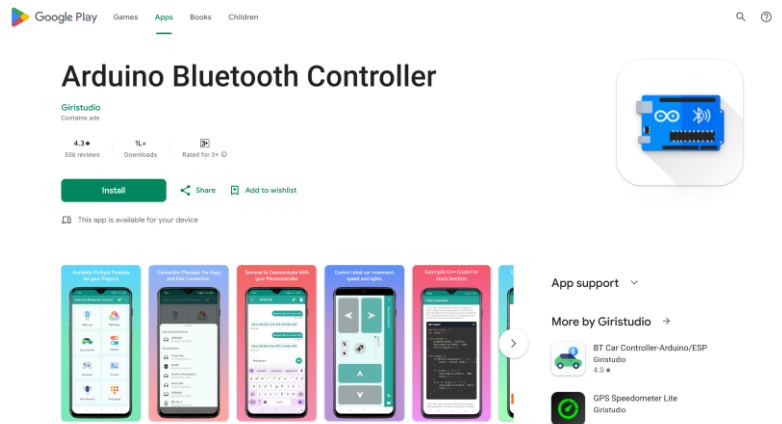 Google Play
Games
Apps
Books
Children
Arduino Bluetooth Controller
Giristudio
Contains ads
4.3★
536 reviews
1L+
Downloads
3+
Rated for 3+
Install
Share
Add to wishlist
This app is available for your device
Available Multiple Modules
for your Projects
Connection Manager For Easy
and Fast Connection
Terminal to Communicate With
your Microcontroller
Control robot car movement,
speed and lights.
Example C++ Code For
Each Section
App support
More by Giristudio
BT Car Controller-Arduino/ESP
Giristudio
4.0 ★
GPS Speedometer Lite
Giristudio